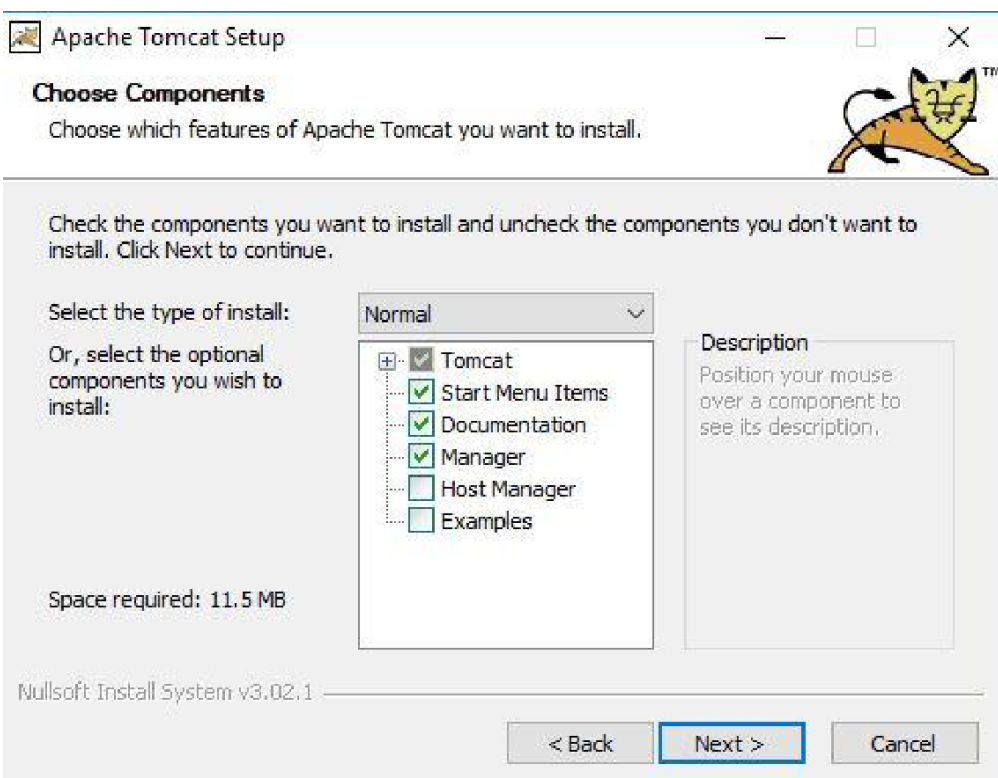 Apache Tomcat Setup
Choose Components
Choose which features of Apache Tomcat you want to install.
TM
Check the components you want to install and uncheck the components you don't want to
install. Click Next to continue.
Select the type of install:
Normal
Or, select the optional
components you wish to
install:
Tomcat
Start Menu Items
Documentation
Manager
Host Manager
Examples
Description
Position your mouse
over a component to
see its description.
Space required: 11.5 MB
Nullsoft Install System v3.02.1
< Back
Next >
Cancel